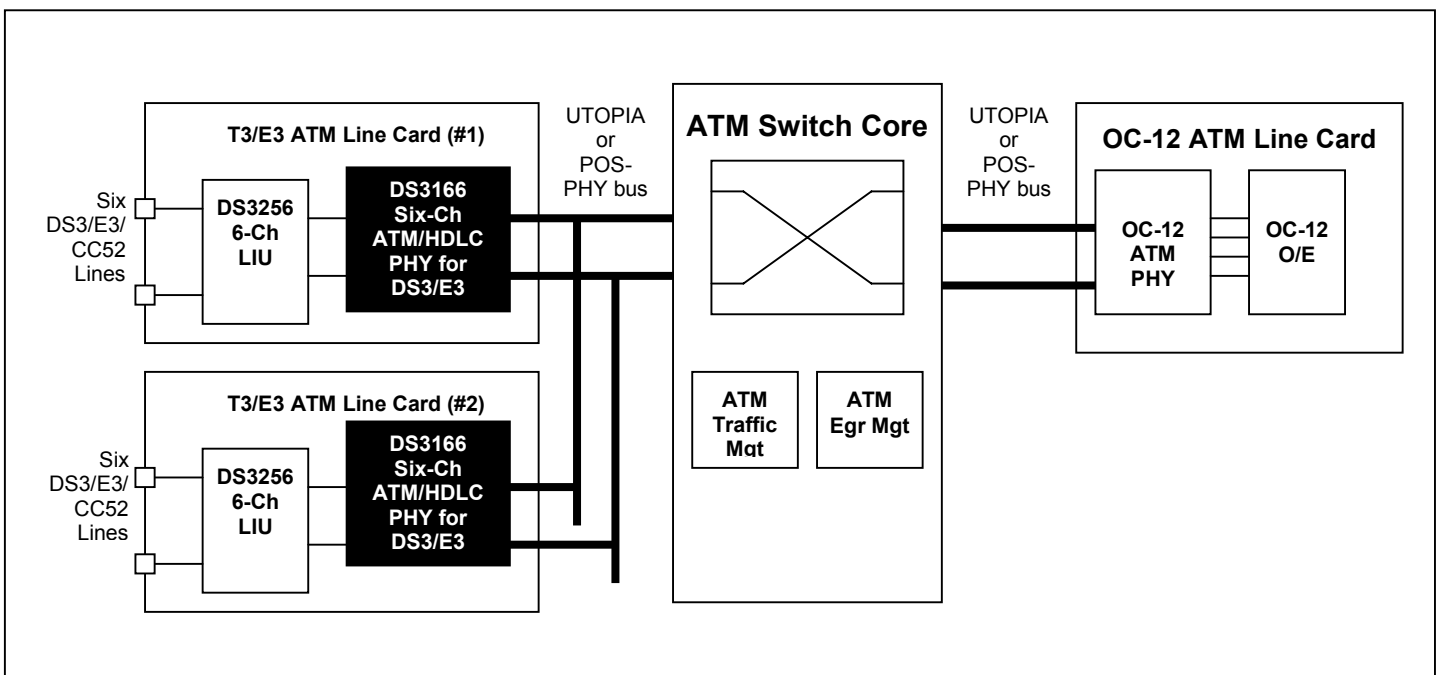 T3/E3 ATM Line Card (#1)
Six
DS3/E3/
CC52
Lines
DS3256
6-Ch
LIU
DS3166
Six-Ch
ATM/HDLC
PHY for
DS3/E3
UTOPIA
or
POS-
PHY bus
ATM Switch Core
ATM
Traffic
Mgt
ATM
Egr Mgt
UTOPIA
or
POS-
PHY bus
OC-12 ATM Line Card
OC-12
ATM
PHY
OC-12
O/E
T3/E3 ATM Line Card (#2)
Six
DS3/E3/
CC52
Lines
DS3256
6-Ch
LIU
DS3166
Six-Ch
ATM/HDLC
PHY for
DS3/E3